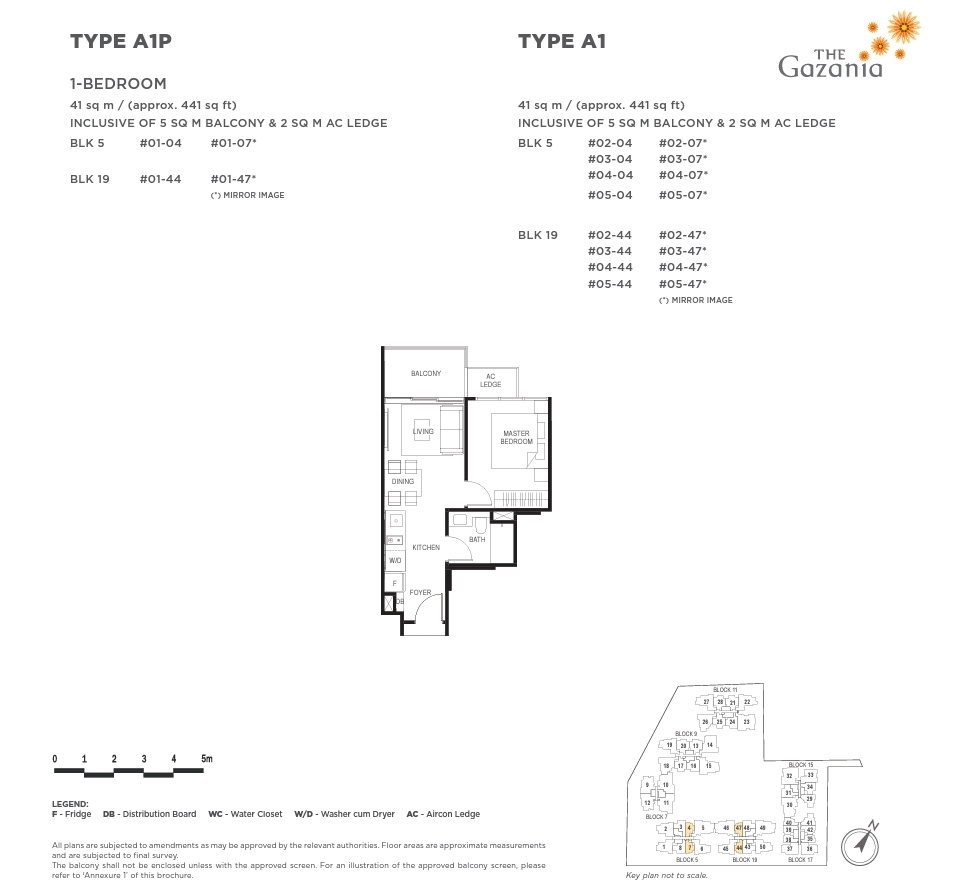 TYPE A1P
1-BEDROOM
41 sq m / (approx. 441 sq ft)
INCLUSIVE OF 5 SQ M BALCONY & 2 SQ M AC LEDGE
BLK 5 #01-04 #01-07*
BLK 19 #01-44 #01-47*
(*) MIRROR IMAGE
TYPE A1
41 sq m / (approx. 441 sq ft)
INCLUSIVE OF 5 SQ M BALCONY & 2 SQ M AC LEDGE
BLK 5 #02-04 #02-07*
#03-04 #03-07*
#04-04 #04-07*
#05-04 #05-07*
BLK 19 #02-44 #02-47*
#03-44 #03-47*
#04-44 #04-47*
#05-44 #05-47*
(*) MIRROR IMAGE
THE
Gazania
BALCONY
AC
LEDGE
LIVING
MASTER
BEDROOM
DINING
BATH
KITCHEN
W/D
F
FOYER
DB
0 1 2 3 4 5m
LEGEND:
F - Fridge DB - Distribution Board WC - Water Closet W/D - Washer cum Dryer AC - Aircon Ledge
All plans are subjected to amendments as may be approved by the relevant authorities. Floor areas are approximate measurements
and are subjected to final survey.
The balcony shall not be enclosed unless with the approved screen. For an illustration of the approved balcony screen, please
refer to 'Annexure 1' of this brochure.
BLOCK 11
27 28 21 22
26 25 24 23
BLOCK 9
19 20 13 14
18 17 16 15
9 10
12 11
BLOCK 7
BLOCK 15
32 33
34
31
29
30
2 3 4 5
1 8 7 6
BLOCK 5
46 47 48 49
45 44 43 50
BLOCK 19
40 41
39 42
38 35
37 36
BLOCK 17
N
Key plan not to scale.